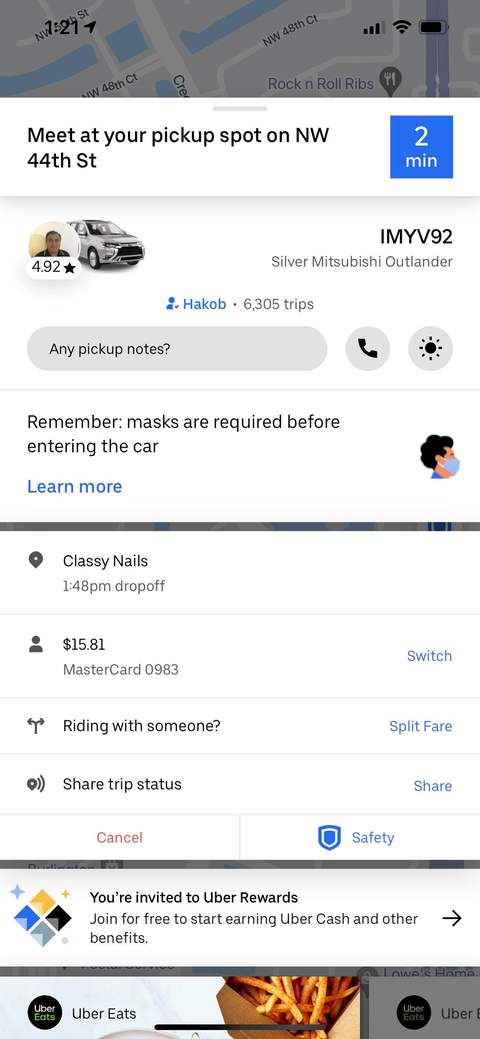 NW 50th St
1:21
NW 48th Ct
NW 48th Ct
Rock n Roll Ribs
Meet at your pickup spot on NW
44th St
2
min
4.92★
IMYV92
Silver Mitsubishi Outlander
Hakob • 6,305 trips
Any pickup notes?
Remember: masks are required before
entering the car
Learn more
Classy Nails
1:48pm dropoff
$15.81
MasterCard 0983
Switch
Riding with someone?
Split Fare
Share trip status
Share
Cancel
Safety
You're invited to Uber Rewards
Join for free to start earning Uber Cash and other
benefits.
Lowe's Home
Uber
Eats
Uber Eats
Uber
Eats
Uber E